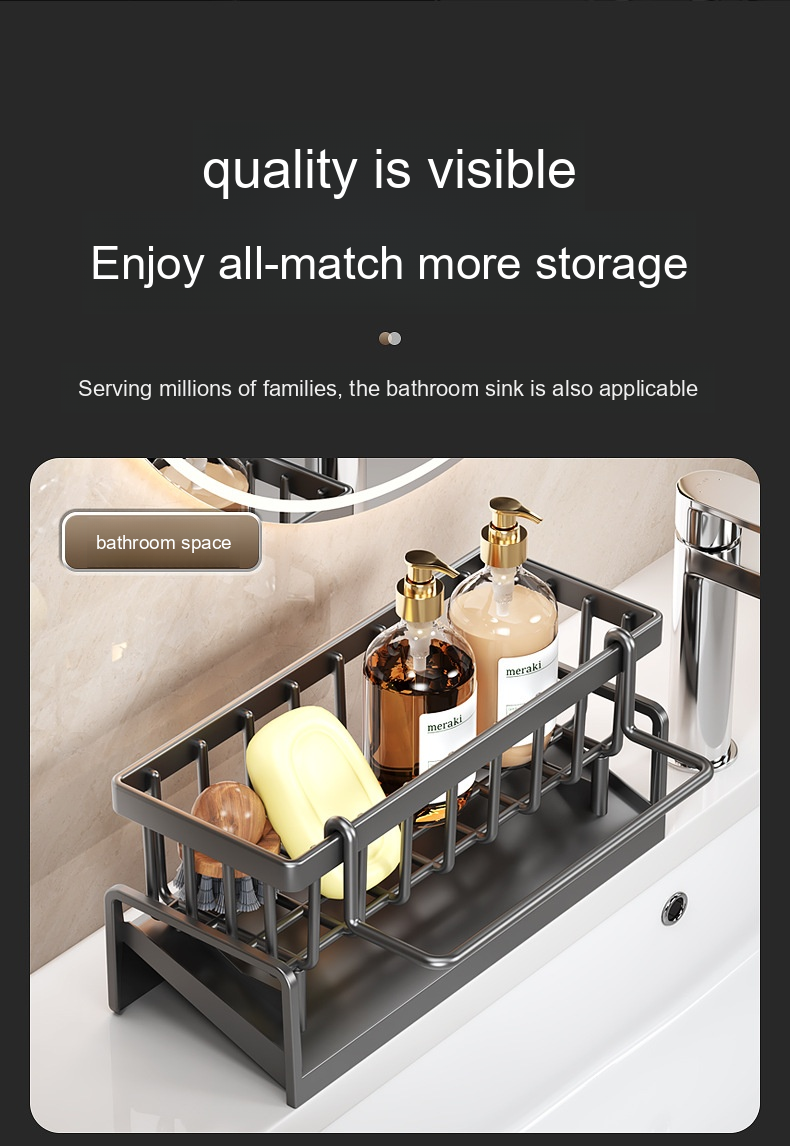 quality is visible
Enjoy all-match more storage
Serving millions of families, the bathroom sink is also applicable
bathroom space
meraki
meraki